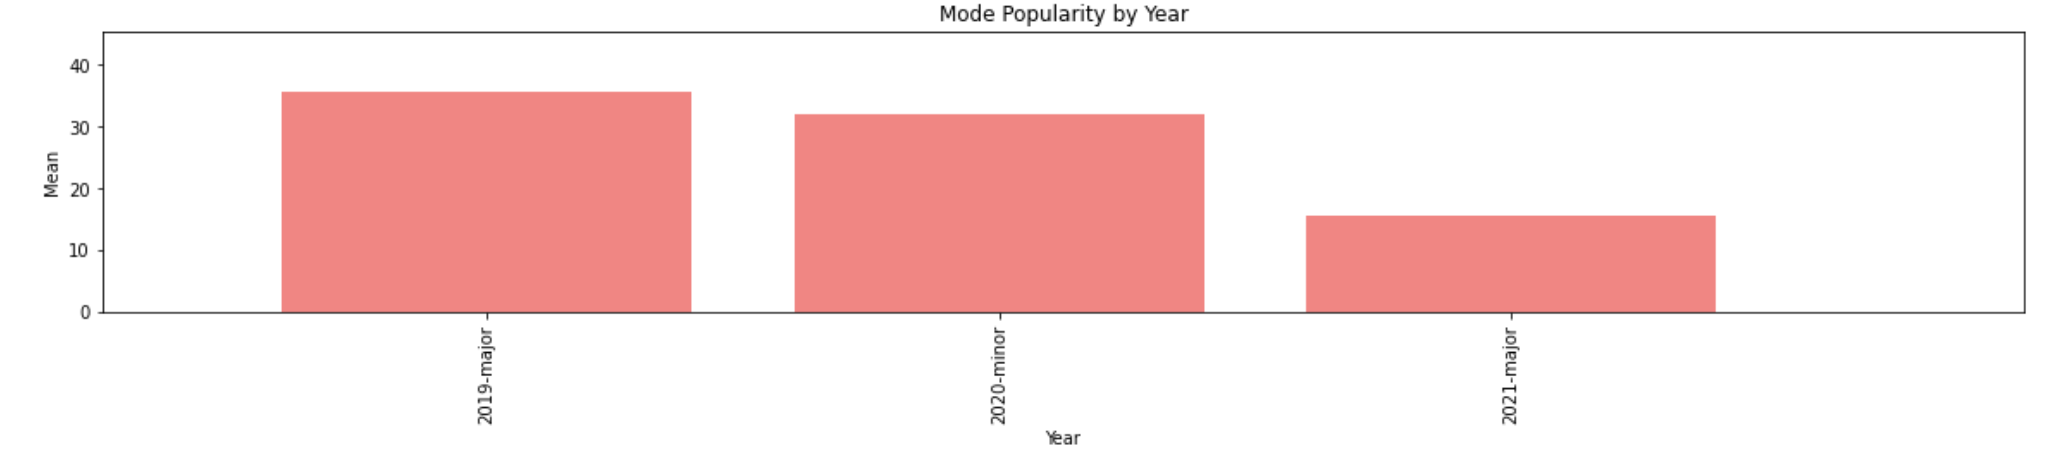 Mode Popularity by Year
Mean
40
30
20
10
0
2019-major
2020-minor
2021-major
Year